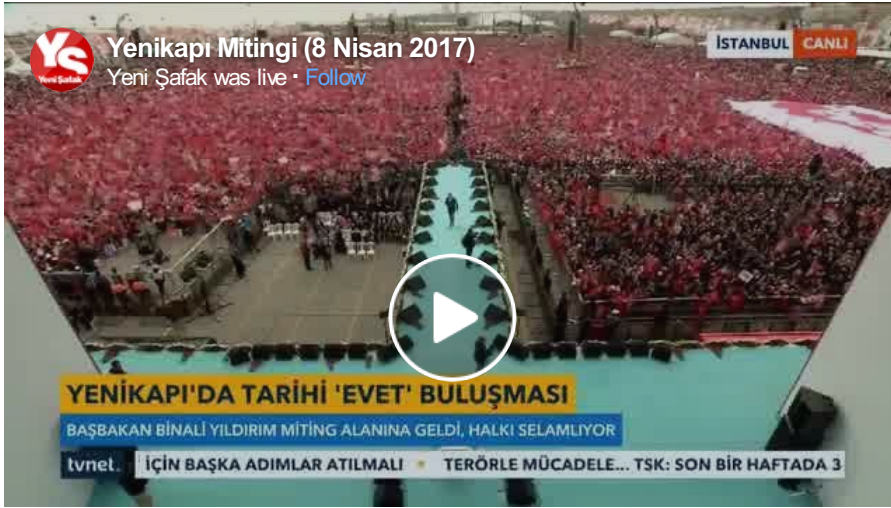 YS
Yeni Şafak
Yenikapı Mitingi (8 Nisan 2017)
Yeni Şafak was live · Follow
İSTANBUL CANLI
YENİKAPI'DA TARİHİ 'EVET' BULUŞMASI
BAŞBAKAN BİNALİ YILDIRIM MİTİNG ALANINA GELDİ, HALKI SELAMLIYOR
tvnet. İÇİN BAŞKA ADIMLAR ATILMALI • TERÖRLE MÜCADELE... TSK: SON BİR HAFTADA 3